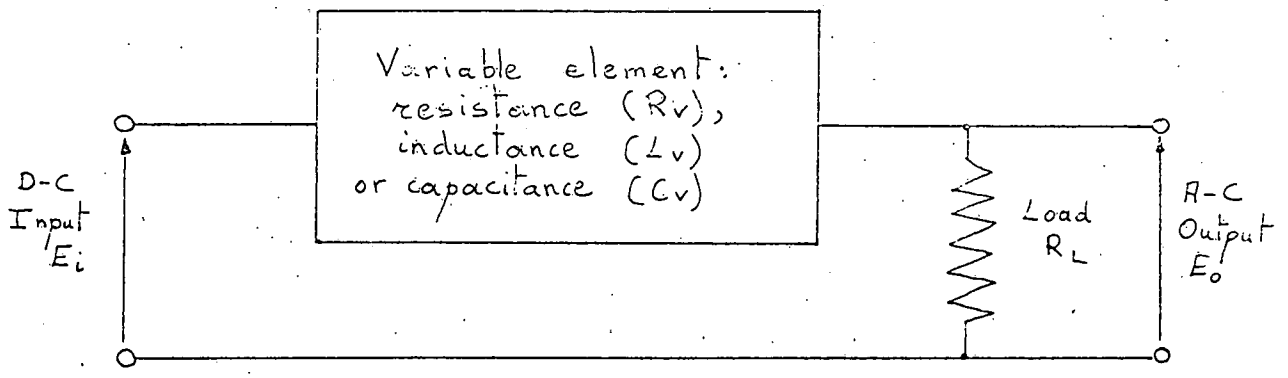 Variable element:
resistance (Rv),
inductance (Lv)
or capacitance (Cv)
D-C
Input
Ei
Load
RL
A-C
Output
Eo